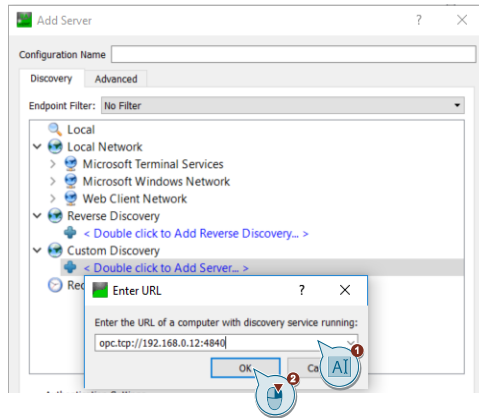 Add Server
Configuration Name
Discovery Advanced
Endpoint Filter: No Filter
Local
Local Network
Microsoft Terminal Services
Microsoft Windows Network
Web Client Network
Reverse Discovery
< Double click to Add Reverse Discovery... >
Custom Discovery
< Double click to Add Server... >
Enter URL
Enter the URL of a computer with discovery service running:
opc.tcp://192.168.0.12:4840
1
OK
AI
2